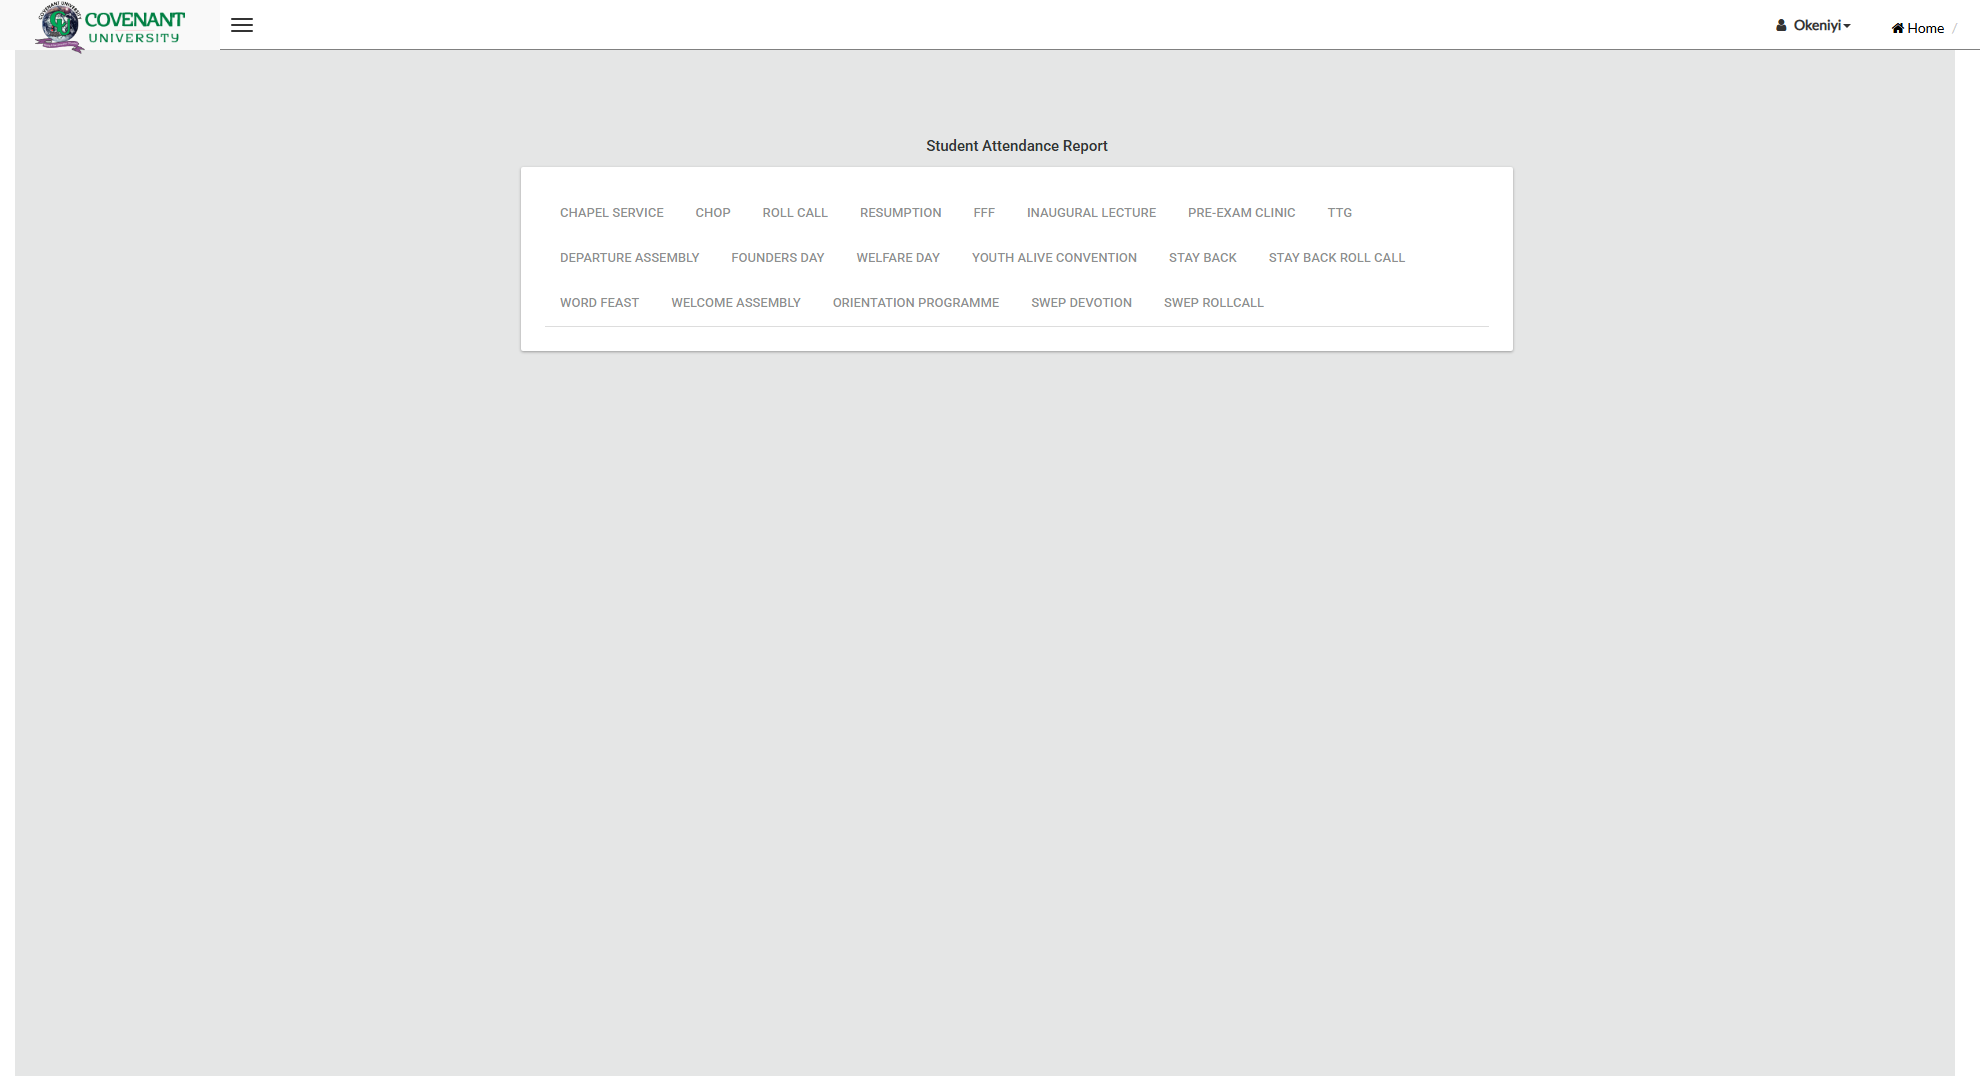 COVENANT UNIVERSITY
COVENANT
UNIVERSITY
Okeniyi
Home /
Student Attendance Report
CHAPEL SERVICE CHOP ROLL CALL RESUMPTION FFF INAUGURAL LECTURE PRE-EXAM CLINIC TTG
DEPARTURE ASSEMBLY FOUNDERS DAY WELFARE DAY YOUTH ALIVE CONVENTION STAY BACK STAY BACK ROLL CALL
WORD FEAST WELCOME ASSEMBLY ORIENTATION PROGRAMME SWEP DEVOTION SWEP ROLLCALL